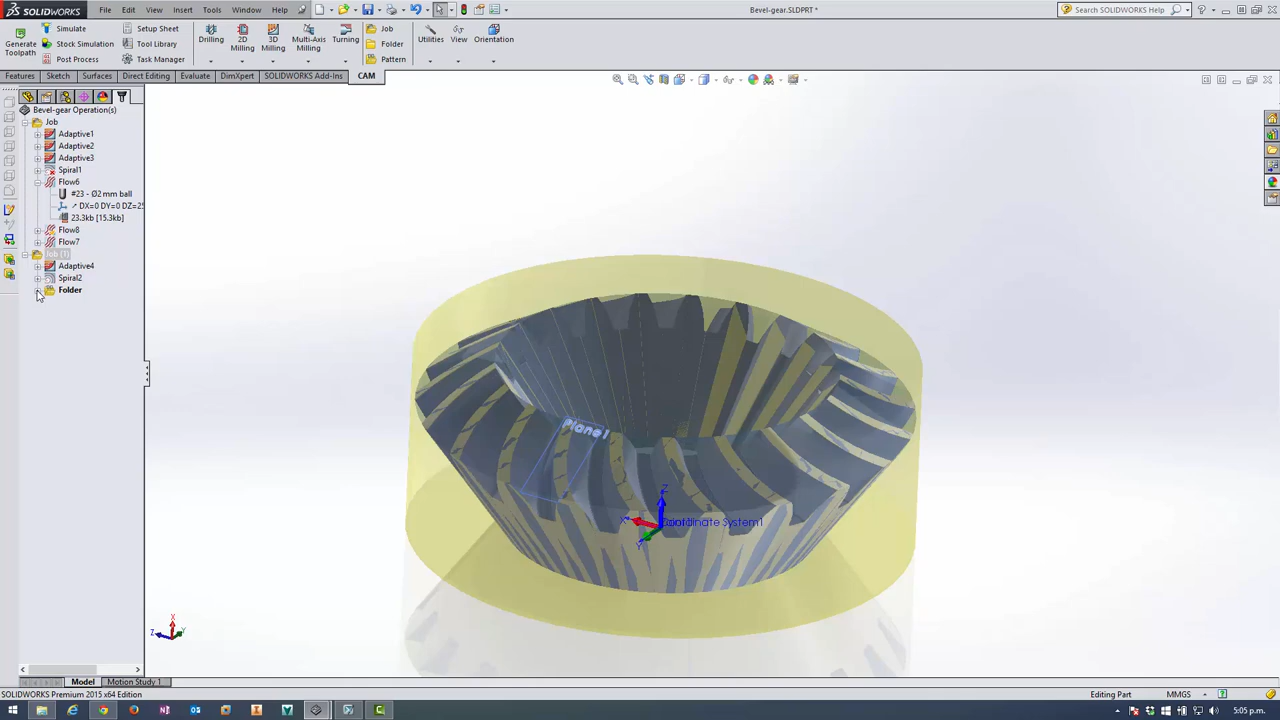 SOLIDWORKS File Edit View Insert Tools Window Help Bevel-gear.SLDPRT * Search SOLIDWORKS Help
Generate Toolpath
Simulate
Stock Simulation
Post Process
Setup Sheet
Tool Library
Task Manager
Drilling
2D Milling
3D Milling
Multi-Axis Milling
Turning
Job
Folder
Pattern
Utilities
View
Orientation
Features Sketch Surfaces Direct Editing Evaluate DimXpert SOLIDWORKS Add-Ins CAM
Bevel-gear Operation(s)
Job
Adaptive1
Adaptive2
Adaptive3
Spiral1
Flow6
#23 - Ø2 mm ball
DX=0 DY=0 DZ=25
23.3kb [15.3kb]
Flow8
Flow7
Job (1)
Adaptive4
Spiral2
Folder
Plane1
Z
X
Coordinate System1
Y
X
Z
Y
Model Motion Study 1
SOLIDWORKS Premium 2015 x64 Edition Editing Part MMGS
5:05 p.m.